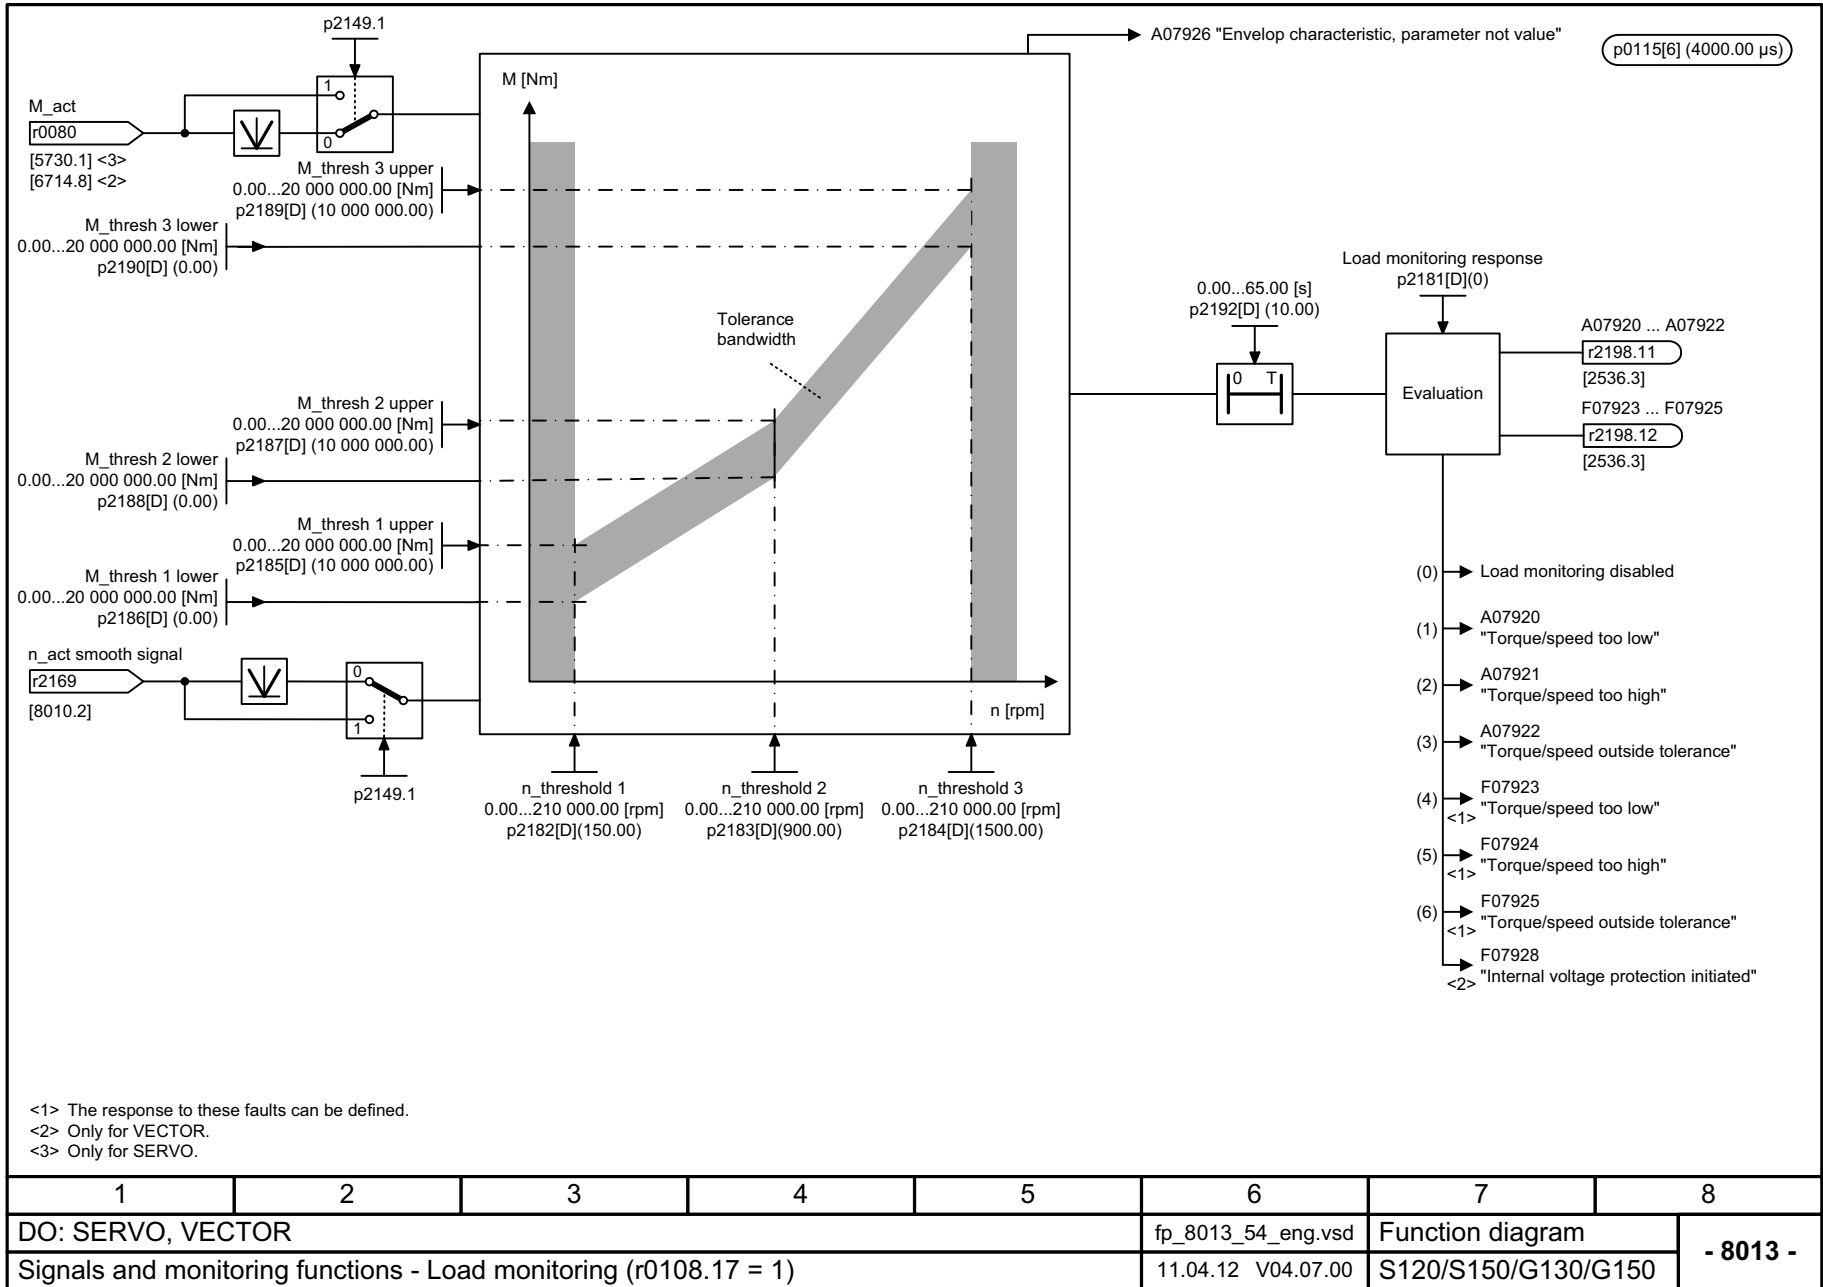 p2149.1
A07926 "Envelop characteristic, parameter not value"
p0115[6] (4000.00 µs)
M_act
r0080
[5730.1] <3>
[6714.8] <2>
1
0
M [Nm]
M_thresh 3 upper
0.00...20 000 000.00 [Nm]
p2189[D] (10 000 000.00)
M_thresh 3 lower
0.00...20 000 000.00 [Nm]
p2190[D] (0.00)
Tolerance
bandwidth
M_thresh 2 upper
0.00...20 000 000.00 [Nm]
p2187[D] (10 000 000.00)
M_thresh 2 lower
0.00...20 000 000.00 [Nm]
p2188[D] (0.00)
M_thresh 1 upper
0.00...20 000 000.00 [Nm]
p2185[D] (10 000 000.00)
M_thresh 1 lower
0.00...20 000 000.00 [Nm]
p2186[D] (0.00)
n_act smooth signal
r2169
[8010.2]
0
1
p2149.1
n [rpm]
n_threshold 1
0.00...210 000.00 [rpm]
p2182[D](150.00)
n_threshold 2
0.00...210 000.00 [rpm]
p2183[D](900.00)
n_threshold 3
0.00...210 000.00 [rpm]
p2184[D](1500.00)
0.00...65.00 [s]
p2192[D] (10.00)
0 T
Load monitoring response
p2181[D](0)
Evaluation
A07920 ... A07922
r2198.11
[2536.3]
F07923 ... F07925
r2198.12
[2536.3]
(0) Load monitoring disabled
(1) A07920
"Torque/speed too low"
(2) A07921
"Torque/speed too high"
(3) A07922
"Torque/speed outside tolerance"
(4) F07923
<1> "Torque/speed too low"
(5) F07924
<1> "Torque/speed too high"
(6) F07925
<1> "Torque/speed outside tolerance"
F07928
<2> "Internal voltage protection initiated"
<1> The response to these faults can be defined.
<2> Only for VECTOR.
<3> Only for SERVO.
1 2 3 4 5 6 7 8
DO: SERVO, VECTOR
fp_8013_54_eng.vsd
Function diagram
- 8013 -
Signals and monitoring functions - Load monitoring (r0108.17 = 1)
11.04.12 V04.07.00
S120/S150/G130/G150